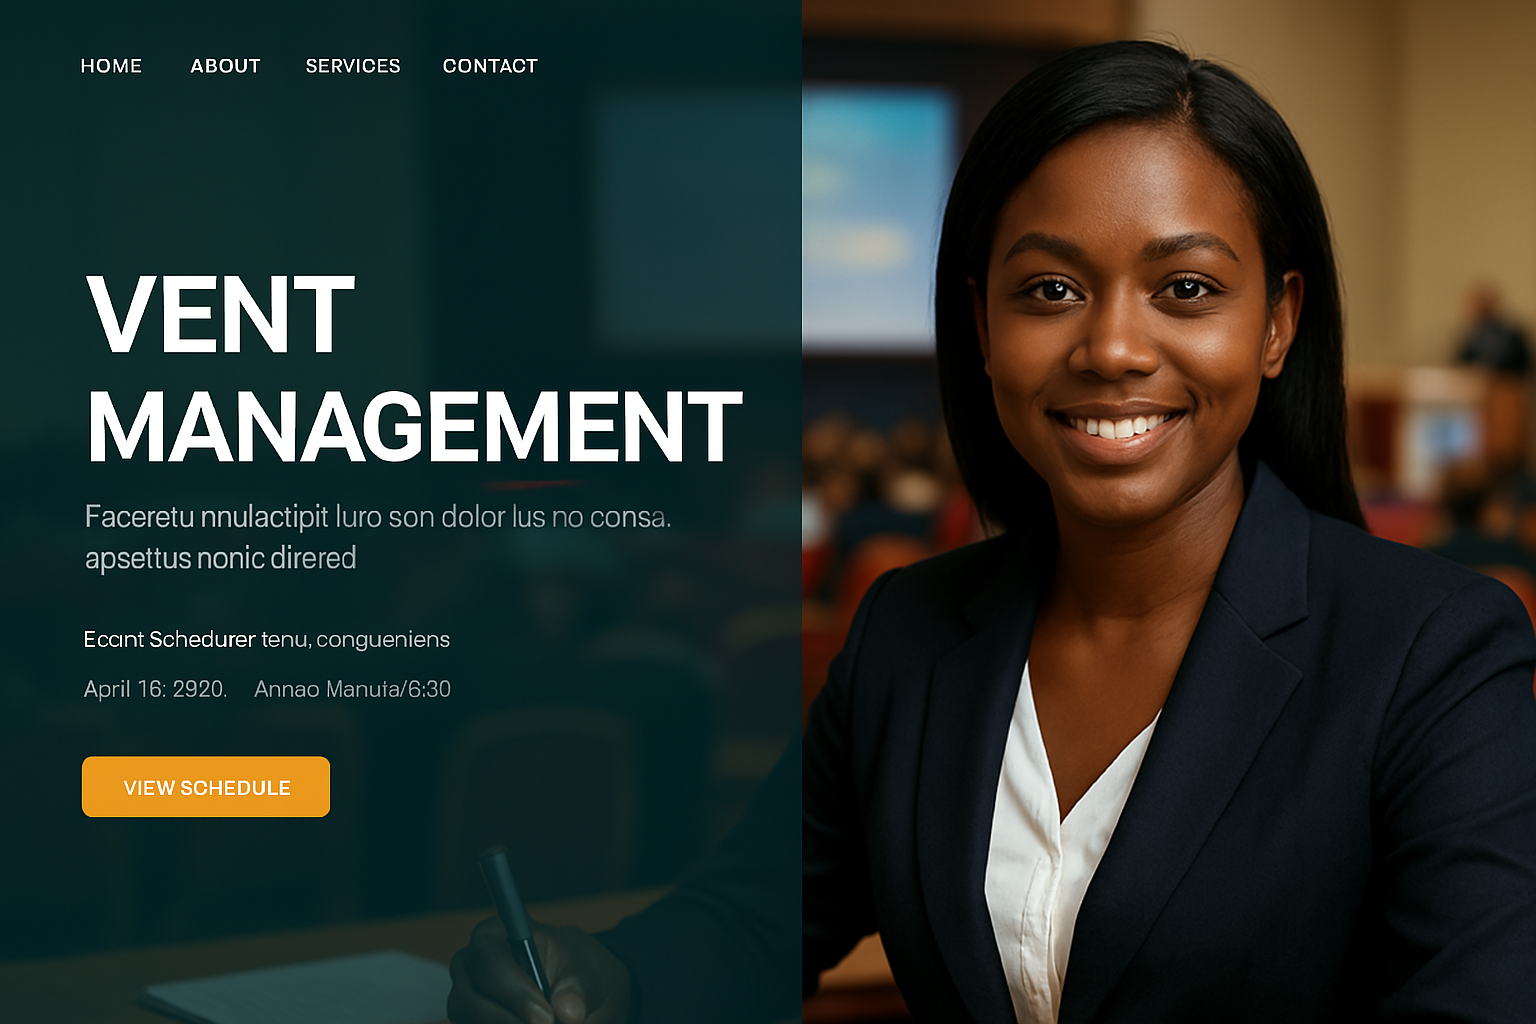 HOME ABOUT SERVICES CONTACT
VENT
MANAGEMENT
Faceretu nnulactipit luro son dolor lus no consa.
apsettus nonic direred
Eccint Schedurer tenu, congueniens
April 16: 2920. Annao Manuta/6:30
VIEW SCHEDULE